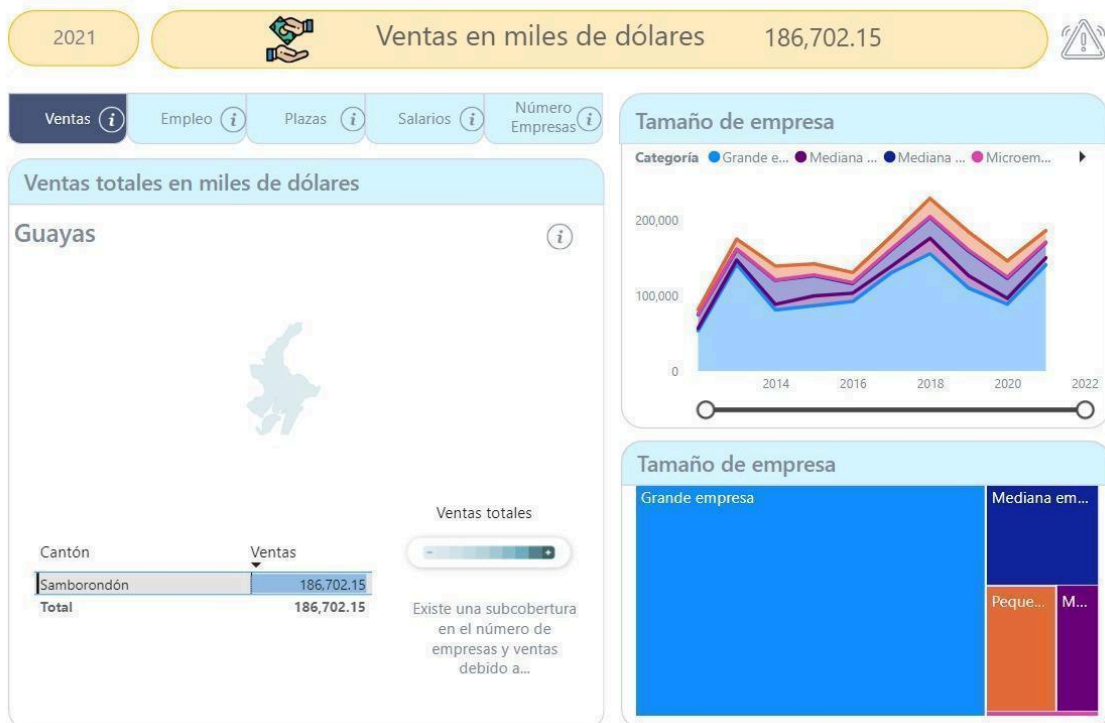 2021
Ventas en miles de dólares 186,702.15
Ventas
Empleo
Plazas
Salarios
Número
Empresas
Ventas totales en miles de dólares
Guayas
Cantón Ventas
Samborondón 186,702.15
Total 186,702.15
Ventas totales
Existe una subcobertura
en el número de
empresas y ventas
debido a...
Tamaño de empresa
Categoría Grande e... Mediana ... Mediana ... Microem...
200,000
100,000
0
2014 2016 2018 2020 2022
Tamaño de empresa
Grande empresa
Mediana em...
Peque...
M...